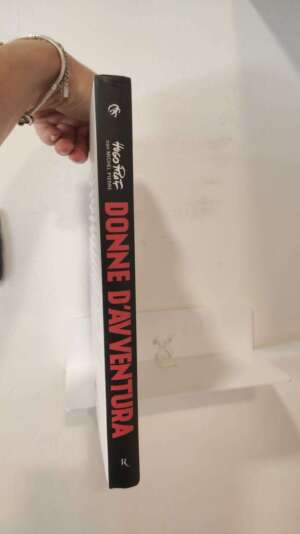 HUGO PRATT
CON MICHEL PIERRE
DONNE D'AVVENTURA
R